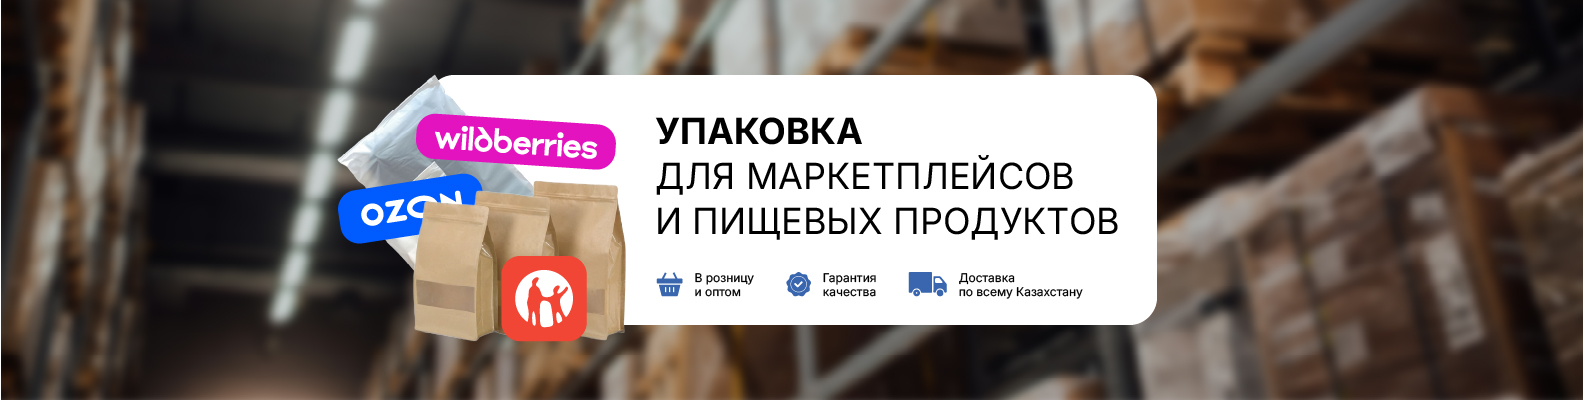 wildberries
OZON
УПАКОВКА
ДЛЯ МАРКЕТПЛЕЙСОВ
И ПИЩЕВЫХ ПРОДУКТОВ
В розницу
и оптом
Гарантия
качества
Доставка
по всему Казахстану